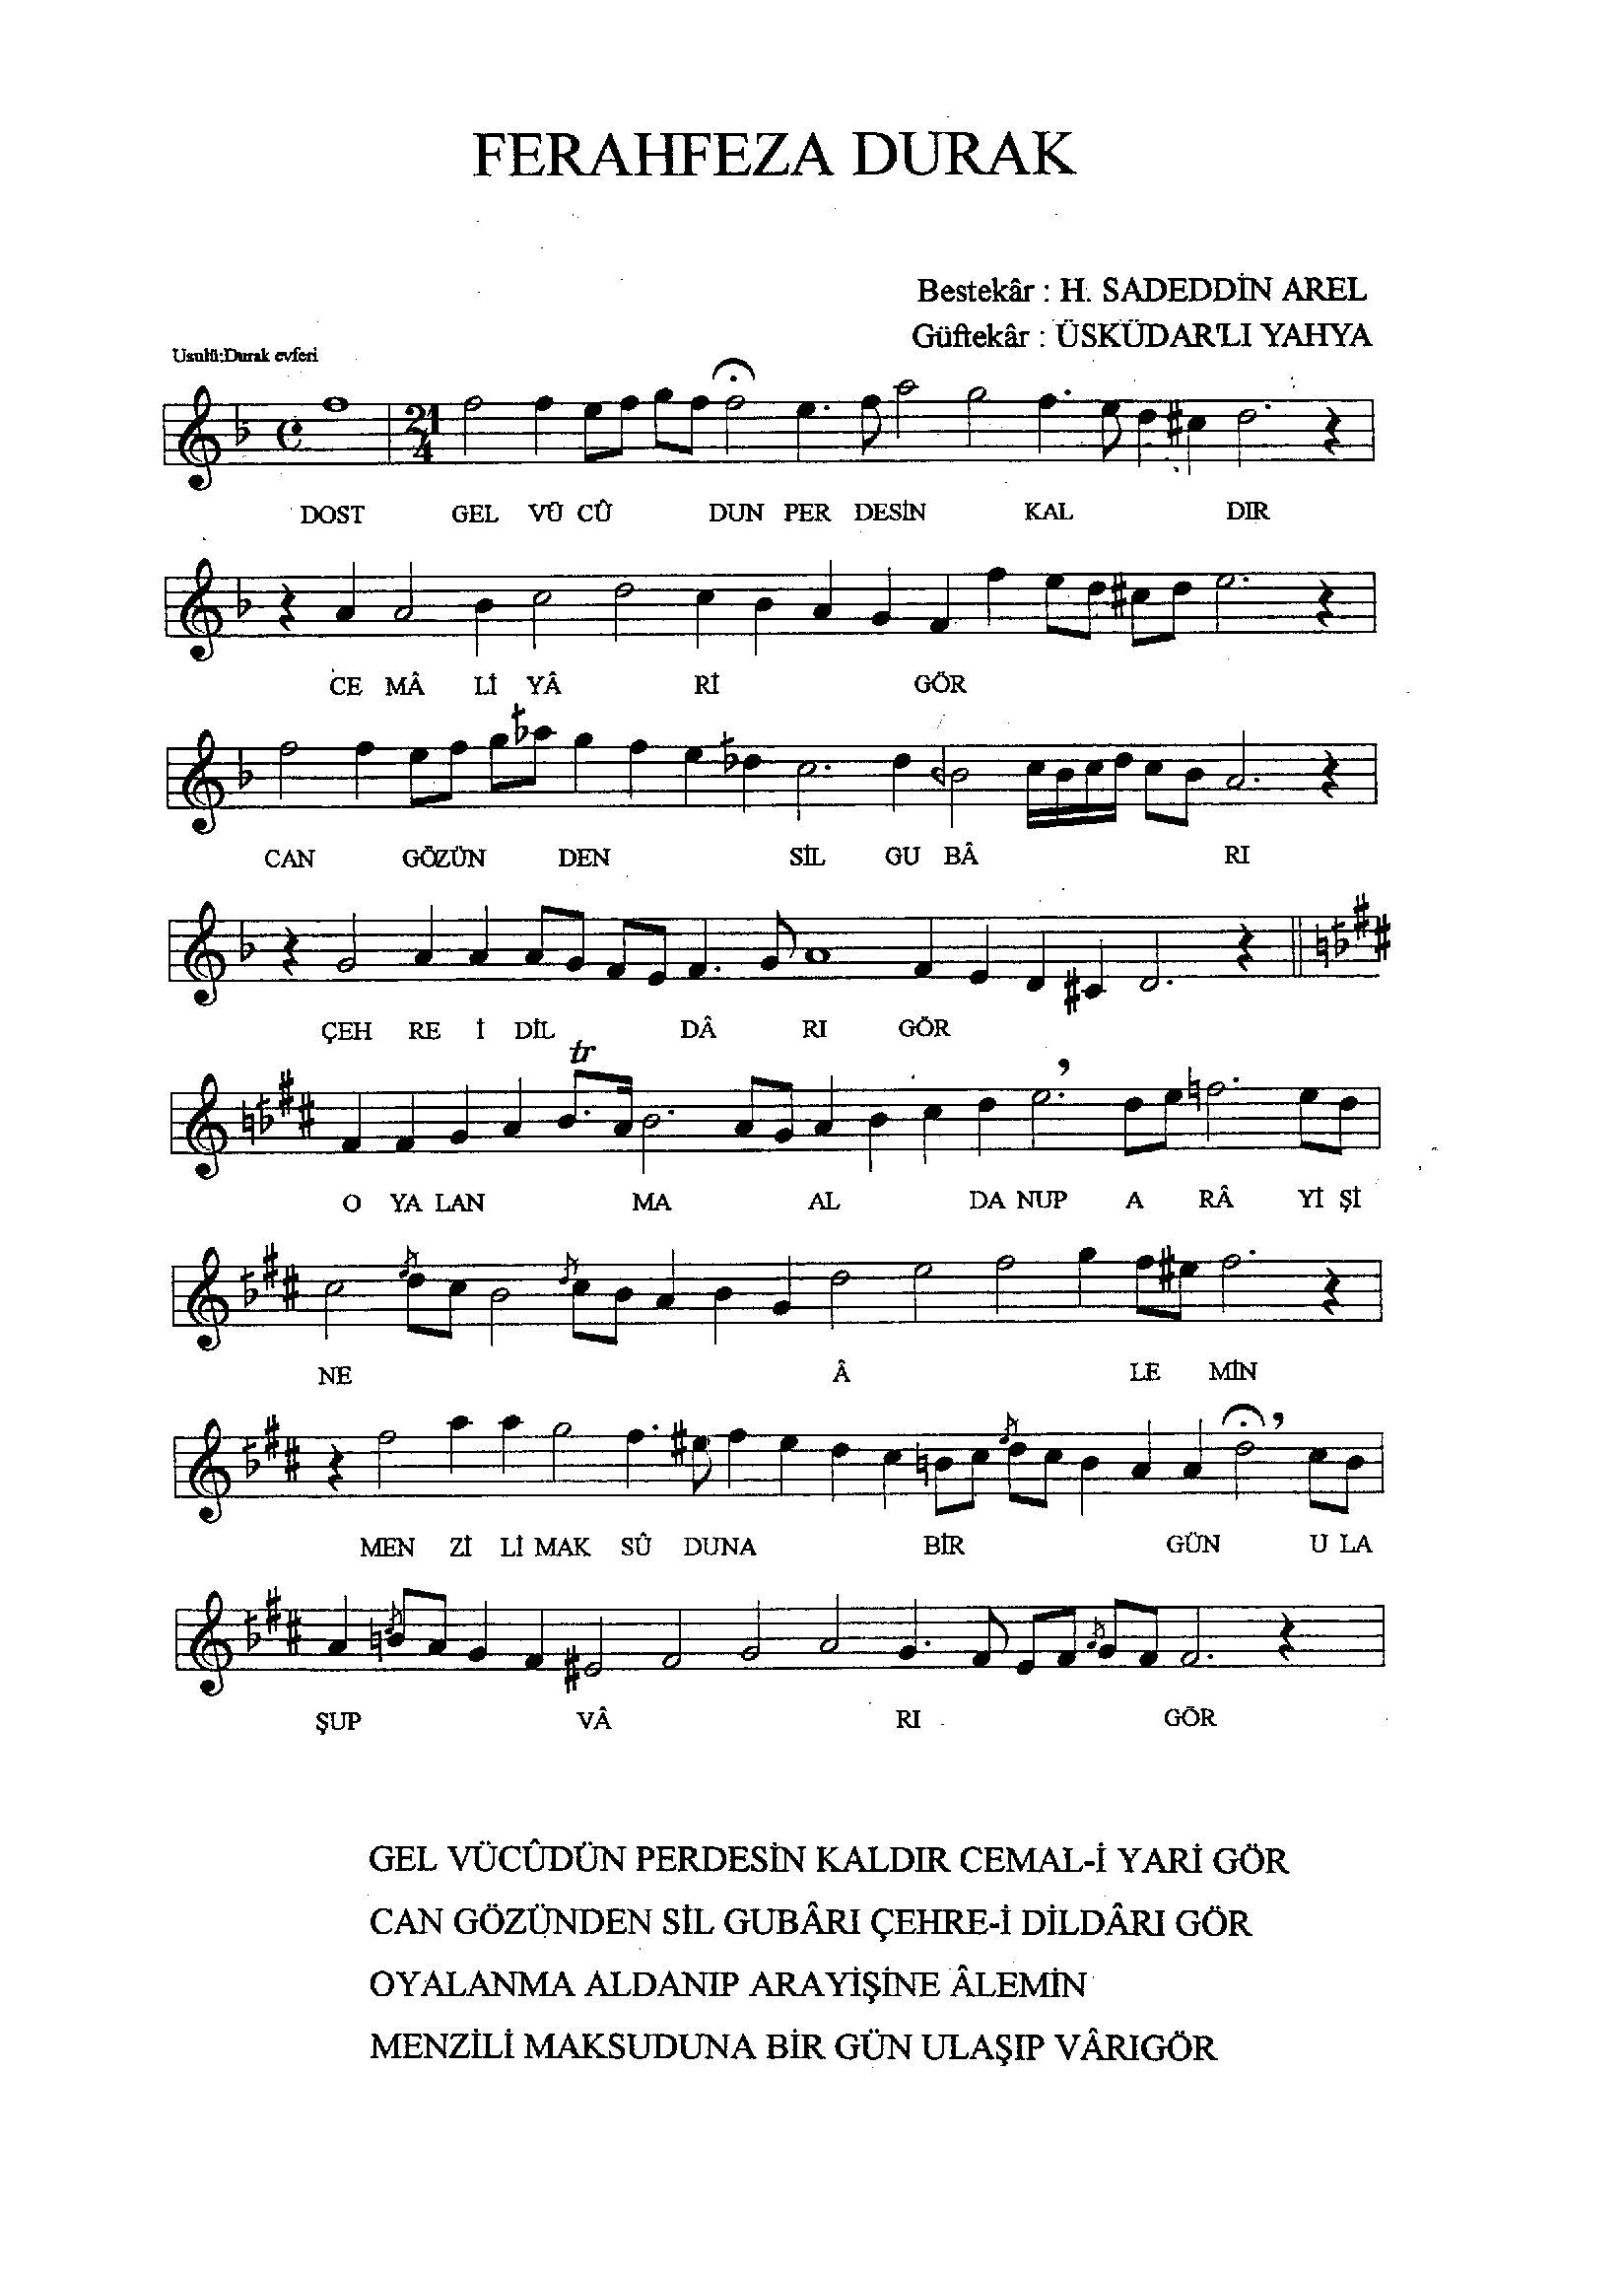 FERAHFEZA DURAK
Bestekâr : H. SADEDDİN AREL
Güftekâr : ÜSKÜDAR'LI YAHYA
Usulü:Durak evferi
21
4
DOST GEL VÜ CÛ DUN PER DESİN KAL DIR
CE MÂ Lİ YÂ Rİ GÖR
CAN GÖZÜN DEN SİL GU BÂ RI
ÇEH RE İ DİL DÂ RI GÖR
tr
O YA LAN MA AL DA NUP A RÂ Yİ Şİ
NE Â LE MİN
MEN Zİ Lİ MAK SÛ DUNA BİR GÜN U LA
ŞUP VÂ RI GÖR
GEL VÜCÛDÜN PERDESİN KALDIR CEMAL-İ YARİ GÖR
CAN GÖZÜNDEN SİL GUBÂRI ÇEHRE-İ DİLDÂRI GÖR
OYALANMA ALDANIP ARAYİŞİNE ÂLEMİN
MENZİLİ MAKSUDUNA BİR GÜN ULAŞIP VÂRIGÖR